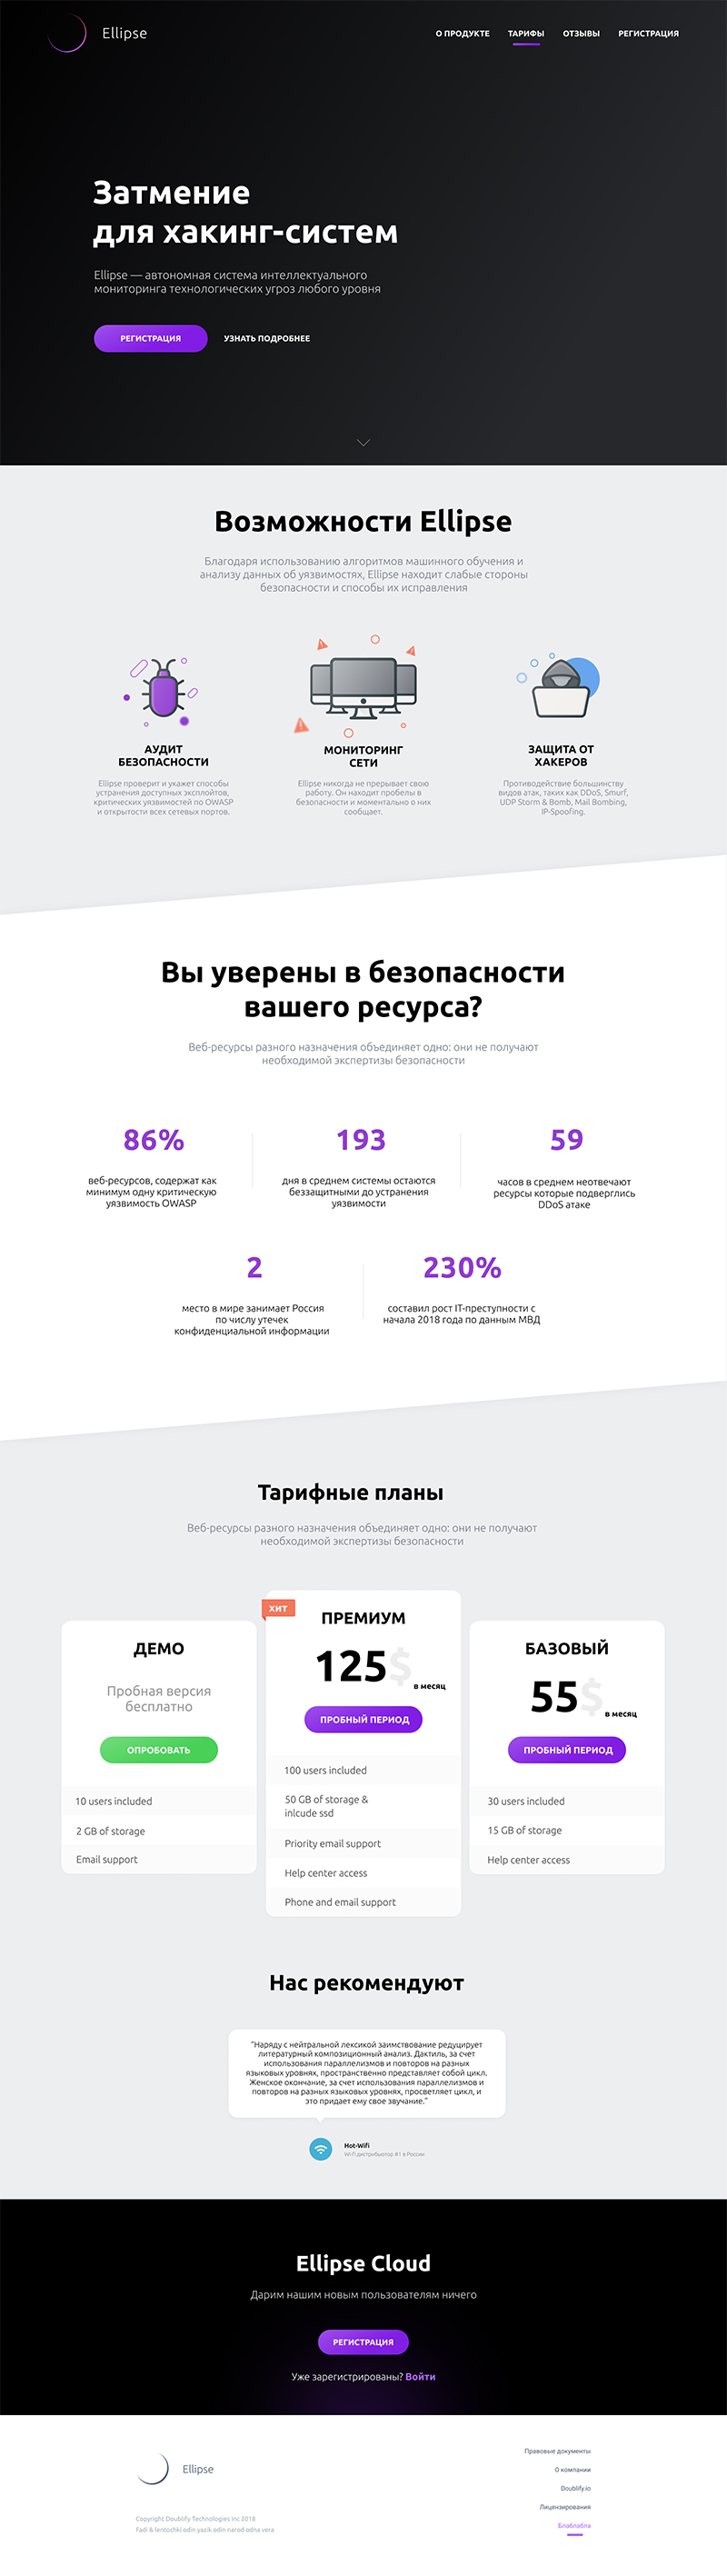 Ellipse
О ПРОДУКТЕ
ТАРИФЫ
ОТЗЫВЫ
РЕГИСТРАЦИЯ
Затмение
для хакинг-систем
Ellipse — автономная система интеллектуального
мониторинга технологических угроз любого уровня
РЕГИСТРАЦИЯ
УЗНАТЬ ПОДРОБНЕЕ
Возможности Ellipse
Благодаря использованию алгоритмов машинного обучения и
анализу данных об уязвимостях, Ellipse находит слабые стороны
безопасности и способы их исправления
АУДИТ
БЕЗОПАСНОСТИ
Ellipse проверит и укажет способы
устранения доступных эксплойтов,
критических уязвимостей по OWASP
и открытости всех сетевых портов.
МОНИТОРИНГ
СЕТИ
Ellipse никогда не прерывает свою
работу. Он находит пробелы в
безопасности и моментально о них
сообщает.
ЗАЩИТА ОТ
ХАКЕРОВ
Противодействие большинству
видов атак, таких как DDoS, Smurf,
UDP Storm & Bomb, Mail Bombing,
IP-Spoofing.
Вы уверены в безопасности
вашего ресурса?
Веб-ресурсы разного назначения объединяет одно: они не получают
необходимой экспертизы безопасности
86%
веб-ресурсов, содержат как
минимум одну критическую
уязвимость OWASP
193
дня в среднем системы остаются
беззащитными до устранения
уязвимости
59
часов в среднем неотвечают
ресурсы которые подверглись
DDoS атаке
2
место в мире занимает Россия
по числу утечек
конфиденциальной информации
230%
составил рост IT-преступности с
начала 2018 года по данным МВД
Тарифные планы
Веб-ресурсы разного назначения объединяет одно: они не получают
необходимой экспертизы безопасности
ДЕМО
Пробная версия
бесплатно
ОПРОБОВАТЬ
10 users included
2 GB of storage
Email support
ХИТ
ПРЕМИУМ
125$
в месяц
ПРОБНЫЙ ПЕРИОД
100 users included
50 GB of storage &
inlcude ssd
Priority email support
Help center access
Phone and email support
БАЗОВЫЙ
55$
в месяц
ПРОБНЫЙ ПЕРИОД
30 users included
15 GB of storage
Help center access
Нас рекомендуют
“Наряду с нейтральной лексикой заимствование редуцирует
литературный композиционный анализ. Дактиль, за счет
использования параллелизмов и повторов на разных
языковых уровнях, пространственно представляет собой цикл.
Женское окончание, за счет использования параллелизмов и
повторов на разных языковых уровнях, просветляет цикл, и
это придает ему свое звучание.”
Hot-Wifi
Wi-fi дистрибьютор #1 в России
Ellipse Cloud
Дарим нашим новым пользователям ничего
РЕГИСТРАЦИЯ
Уже зарегистрированы? Войти
Ellipse
Copyright Doublify Technologies Inc 2018
Fadi & lentochki odin yazik odin narod odna vera
Правовые документы
О компании
Doublify.io
Лицензирования
Блаблабла